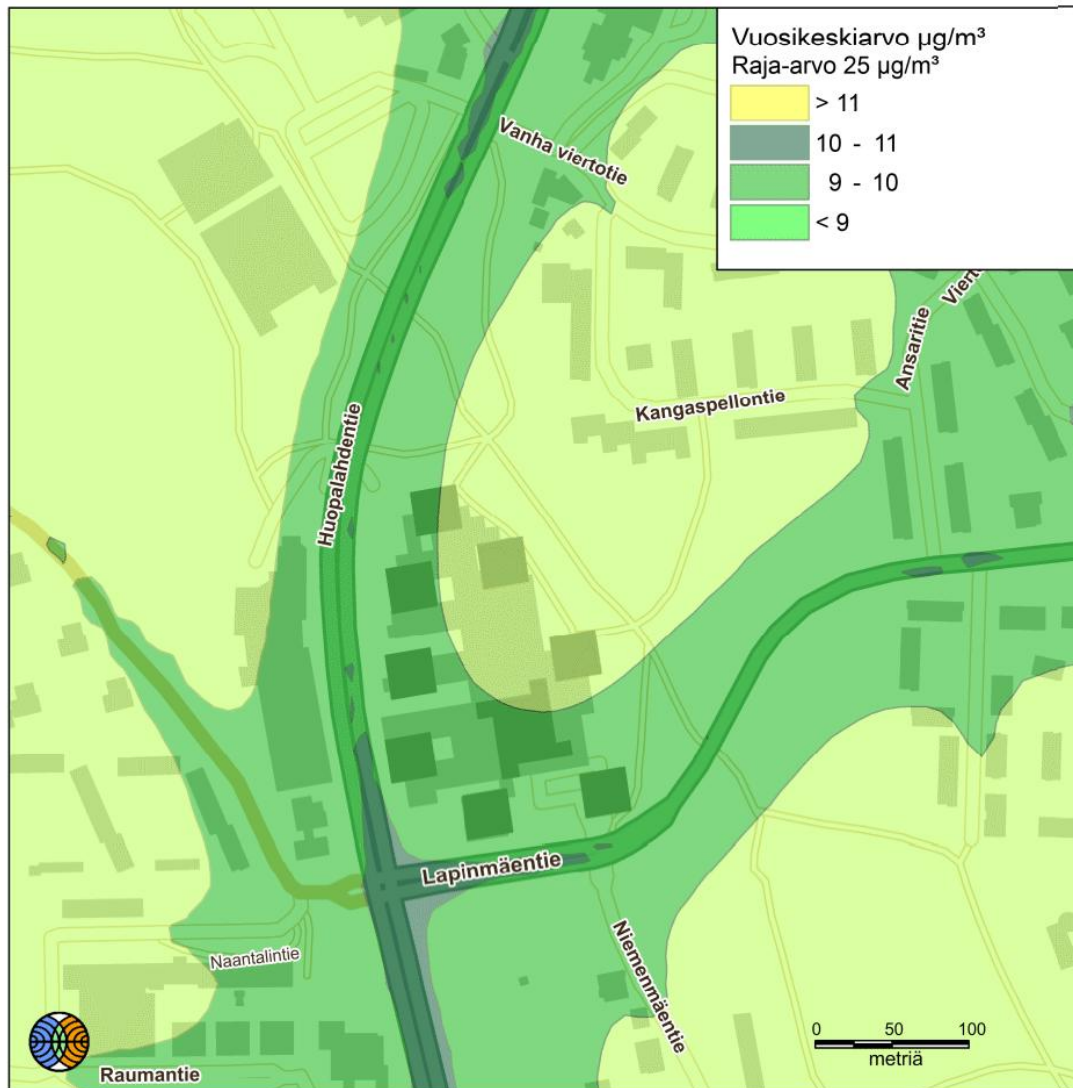 Vuosikeskiarvo µg/m³
Raja-arvo 25 µg/m³
> 11
10 - 11
9 - 10
< 9
Vanha viertotie
Viert
Ansaritie
Kangaspellontie
Huopalahdentie
Lapinmäentie
Niemenmäentie
Naantalintie
Raumantie
0 50 100
metriä